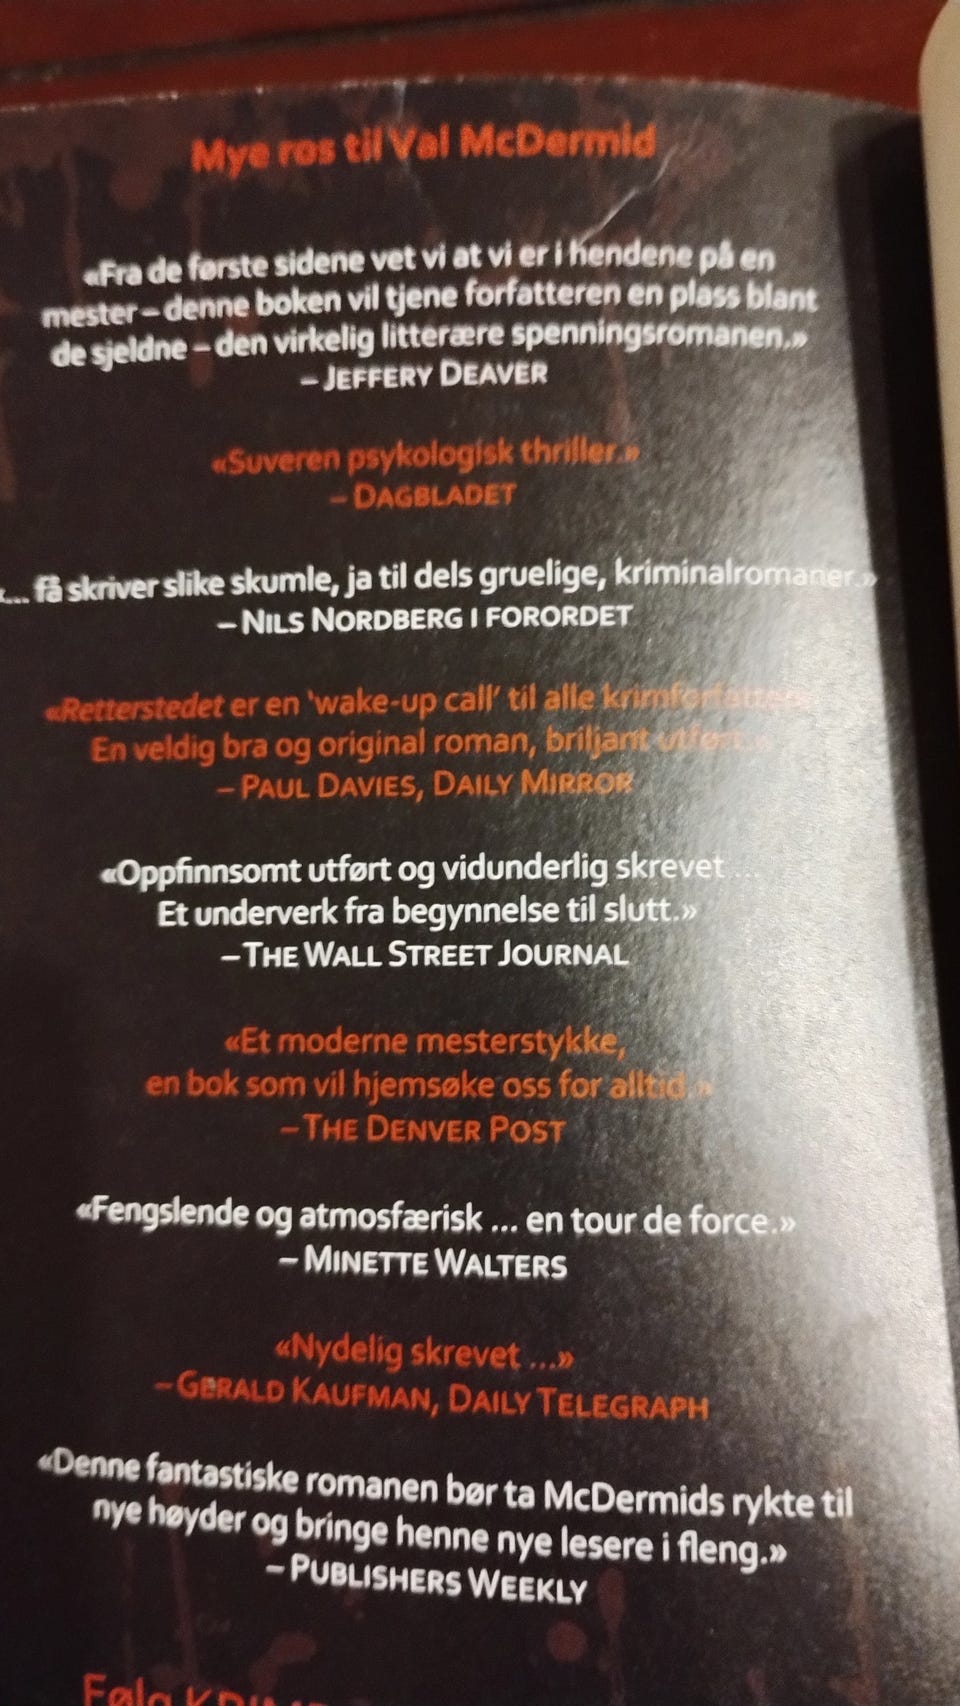 Mye ros til Val McDermid
«Fra de første sidene vet vi at vi er i hendene på en
mester – denne boken vil tjene forfatteren en plass blant
de sjeldne – den virkelig litterære spenningsromanen.»
– JEFFERY DEAVER
«Suveren psykologisk thriller.»
– DAGBLADET
«... få skriver slike skumle, ja til dels gruelige, kriminalromaner.»
– NILS NORDBERG I FORORDET
«Retterstedet er en 'wake-up call' til alle krimforfattere.
En veldig bra og original roman, briljant utført.»
– PAUL DAVIES, DAILY MIRROR
«Oppfinnsomt utført og vidunderlig skrevet ...
Et underverk fra begynnelse til slutt.»
– THE WALL STREET JOURNAL
«Et moderne mesterstykke,
en bok som vil hjemsøke oss for alltid.»
– THE DENVER POST
«Fengslende og atmosfærisk ... en tour de force.»
– MINETTE WALTERS
«Nydelig skrevet ...»
– GERALD KAUFMAN, DAILY TELEGRAPH
«Denne fantastiske romanen bør ta McDermids rykte til
nye høyder og bringe henne nye lesere i fleng.»
– PUBLISHERS WEEKLY
Følg